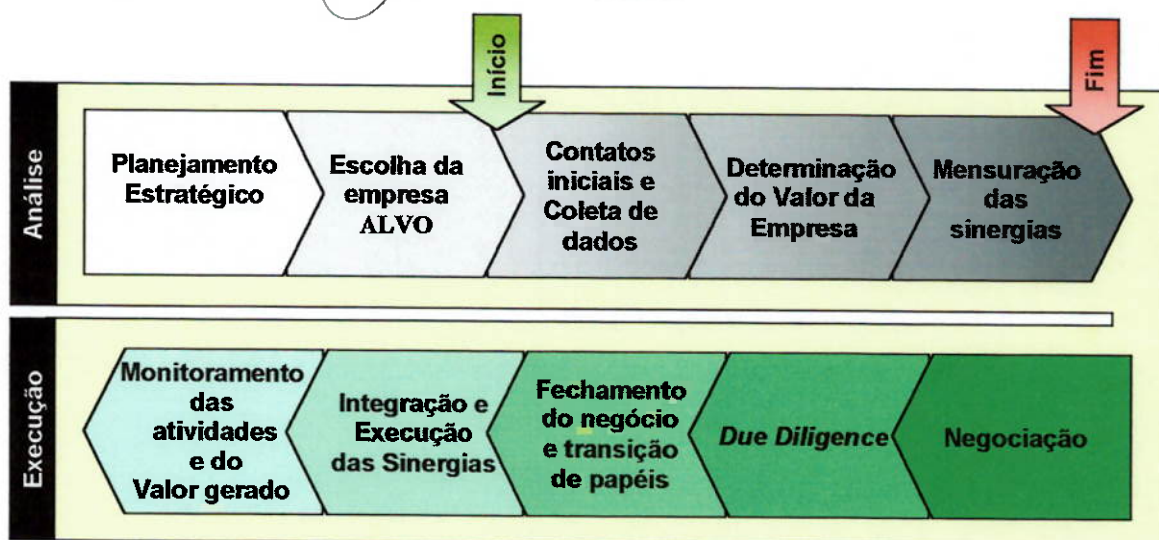 Início
Fim
Análise
Planejamento
Estratégico
Escolha da
empresa
ALVO
Contatos
iniciais e
Coleta de
dados
Determinação
do Valor da
Empresa
Mensuração
das
sinergias
Execução
Monitoramento
das
atividades
e do
Valor gerado
Integração e
Execução
das Sinergias
Fechamento
do negócio
e transição
de papéis
Due Diligence
Negociação